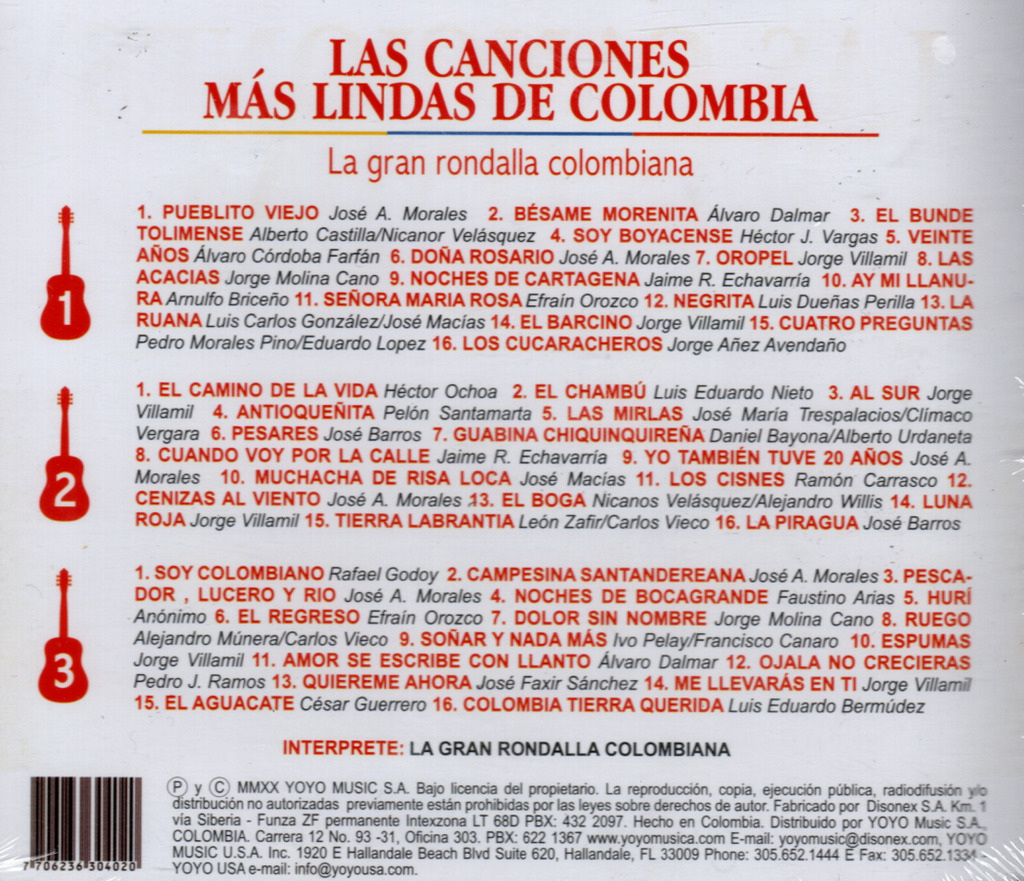 LAS CANCIONES
MÁS LINDAS DE COLOMBIA
La gran rondalla colombiana
1
1. PUEBLITO VIEJO José A. Morales 2. BÉSAME MORENITA Álvaro Dalmar 3. EL BUNDE
TOLIMENSE Alberto Castilla/Nicanor Velásquez 4. SOY BOYACENSE Héctor J. Vargas 5. VEINTE
AÑOS Álvaro Córdoba Farfán 6. DOÑA ROSARIO José A. Morales 7. OROPEL Jorge Villamil 8. LAS
ACACIAS Jorge Molina Cano 9. NOCHES DE CARTAGENA Jaime R. Echavarría 10. AY MI LLANU-
RA Arnulfo Briceño 11. SEÑORA MARIA ROSA Efraín Orozco 12. NEGRITA Luis Dueñas Perilla 13. LA
RUANA Luis Carlos González/José Macías 14. EL BARCINO Jorge Villamil 15. CUATRO PREGUNTAS
Pedro Morales Pino/Eduardo Lopez 16. LOS CUCARACHEROS Jorge Añez Avendaño
2
1. EL CAMINO DE LA VIDA Héctor Ochoa 2. EL CHAMBÚ Luis Eduardo Nieto 3. AL SUR Jorge
Villamil 4. ANTIOQUEÑITA Pelón Santamarta 5. LAS MIRLAS José María Trespalacios/Clímaco
Vergara 6. PESARES José Barros 7. GUABINA CHIQUINQUIREÑA Daniel Bayona/Alberto Urdaneta
8. CUANDO VOY POR LA CALLE Jaime R. Echavarría 9. YO TAMBIÉN TUVE 20 AÑOS José A.
Morales 10. MUCHACHA DE RISA LOCA José Macías 11. LOS CISNES Ramón Carrasco 12.
CENIZAS AL VIENTO José A. Morales 13. EL BOGA Nicanos Velásquez/Alejandro Willis 14. LUNA
ROJA Jorge Villamil 15. TIERRA LABRANTIA León Zafir/Carlos Vieco 16. LA PIRAGUA José Barros
3
1. SOY COLOMBIANO Rafael Godoy 2. CAMPESINA SANTANDEREANA José A. Morales 3. PESCA-
DOR , LUCERO Y RIO José A. Morales 4. NOCHES DE BOCAGRANDE Faustino Arias 5. HURÍ
Anónimo 6. EL REGRESO Efraín Orozco 7. DOLOR SIN NOMBRE Jorge Molina Cano 8. RUEGO
Alejandro Múnera/Carlos Vieco 9. SOÑAR Y NADA MÁS Ivo Pelay/Francisco Canaro 10. ESPUMAS
Jorge Villamil 11. AMOR SE ESCRIBE CON LLANTO Álvaro Dalmar 12. OJALA NO CRECIERAS
Pedro J. Ramos 13. QUIEREME AHORA José Faxir Sánchez 14. ME LLEVARÁS EN TI Jorge Villamil
15. EL AGUACATE César Guerrero 16. COLOMBIA TIERRA QUERIDA Luis Eduardo Bermúdez
INTERPRETE: LA GRAN RONDALLA COLOMBIANA
Ⓟ y Ⓒ MMXX YOYO MUSIC S.A. Bajo licencia del propietario. La reproducción, copia, ejecución pública, radiodifusión y/o
distribución no autorizadas previamente están prohibidas por las leyes sobre derechos de autor. Fabricado por Disonex S.A. Km. 1
vía Siberia - Funza ZF permanente Intexzona LT 68D PBX: 432 2097. Hecho en Colombia. Distribuido por YOYO Music S.A.,
COLOMBIA. Carrera 12 No. 93 -31, Oficina 303. PBX: 622 1367 www.yoyomusica.com E-mail: yoyomusic@disonex.com, YOYO
MUSIC U.S.A. Inc. 1920 E Hallandale Beach Blvd Suite 620, Hallandale, FL 33009 Phone: 305.652.1444 E Fax: 305.652.1334 -
YOYO USA e-mail: info@yoyousa.com.
7 706236 304020